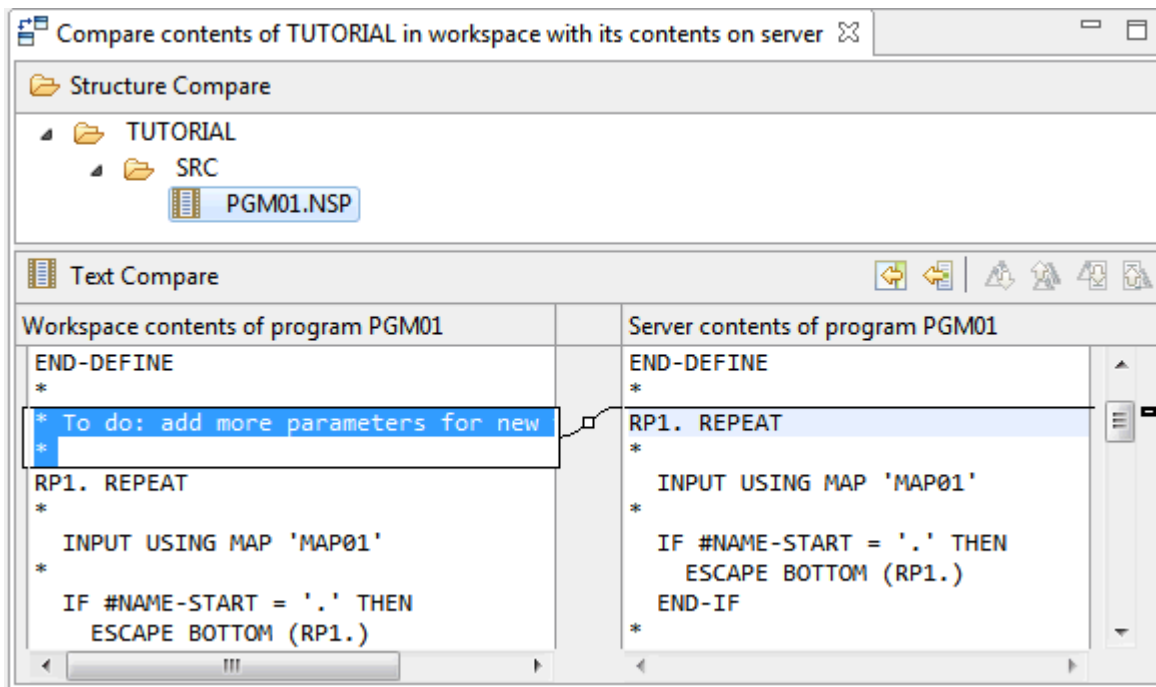 Compare contents of TUTORIAL in workspace with its contents on server
Structure Compare
TUTORIAL
SRC
PGM01.NSP
Text Compare
Workspace contents of program PGM01
END-DEFINE
*
* To do: add more parameters for new
*
RP1. REPEAT
*
INPUT USING MAP 'MAP01'
*
IF #NAME-START = '.' THEN
ESCAPE BOTTOM (RP1.)
Server contents of program PGM01
END-DEFINE
*
RP1. REPEAT
*
INPUT USING MAP 'MAP01'
*
IF #NAME-START = '.' THEN
ESCAPE BOTTOM (RP1.)
END-IF
*